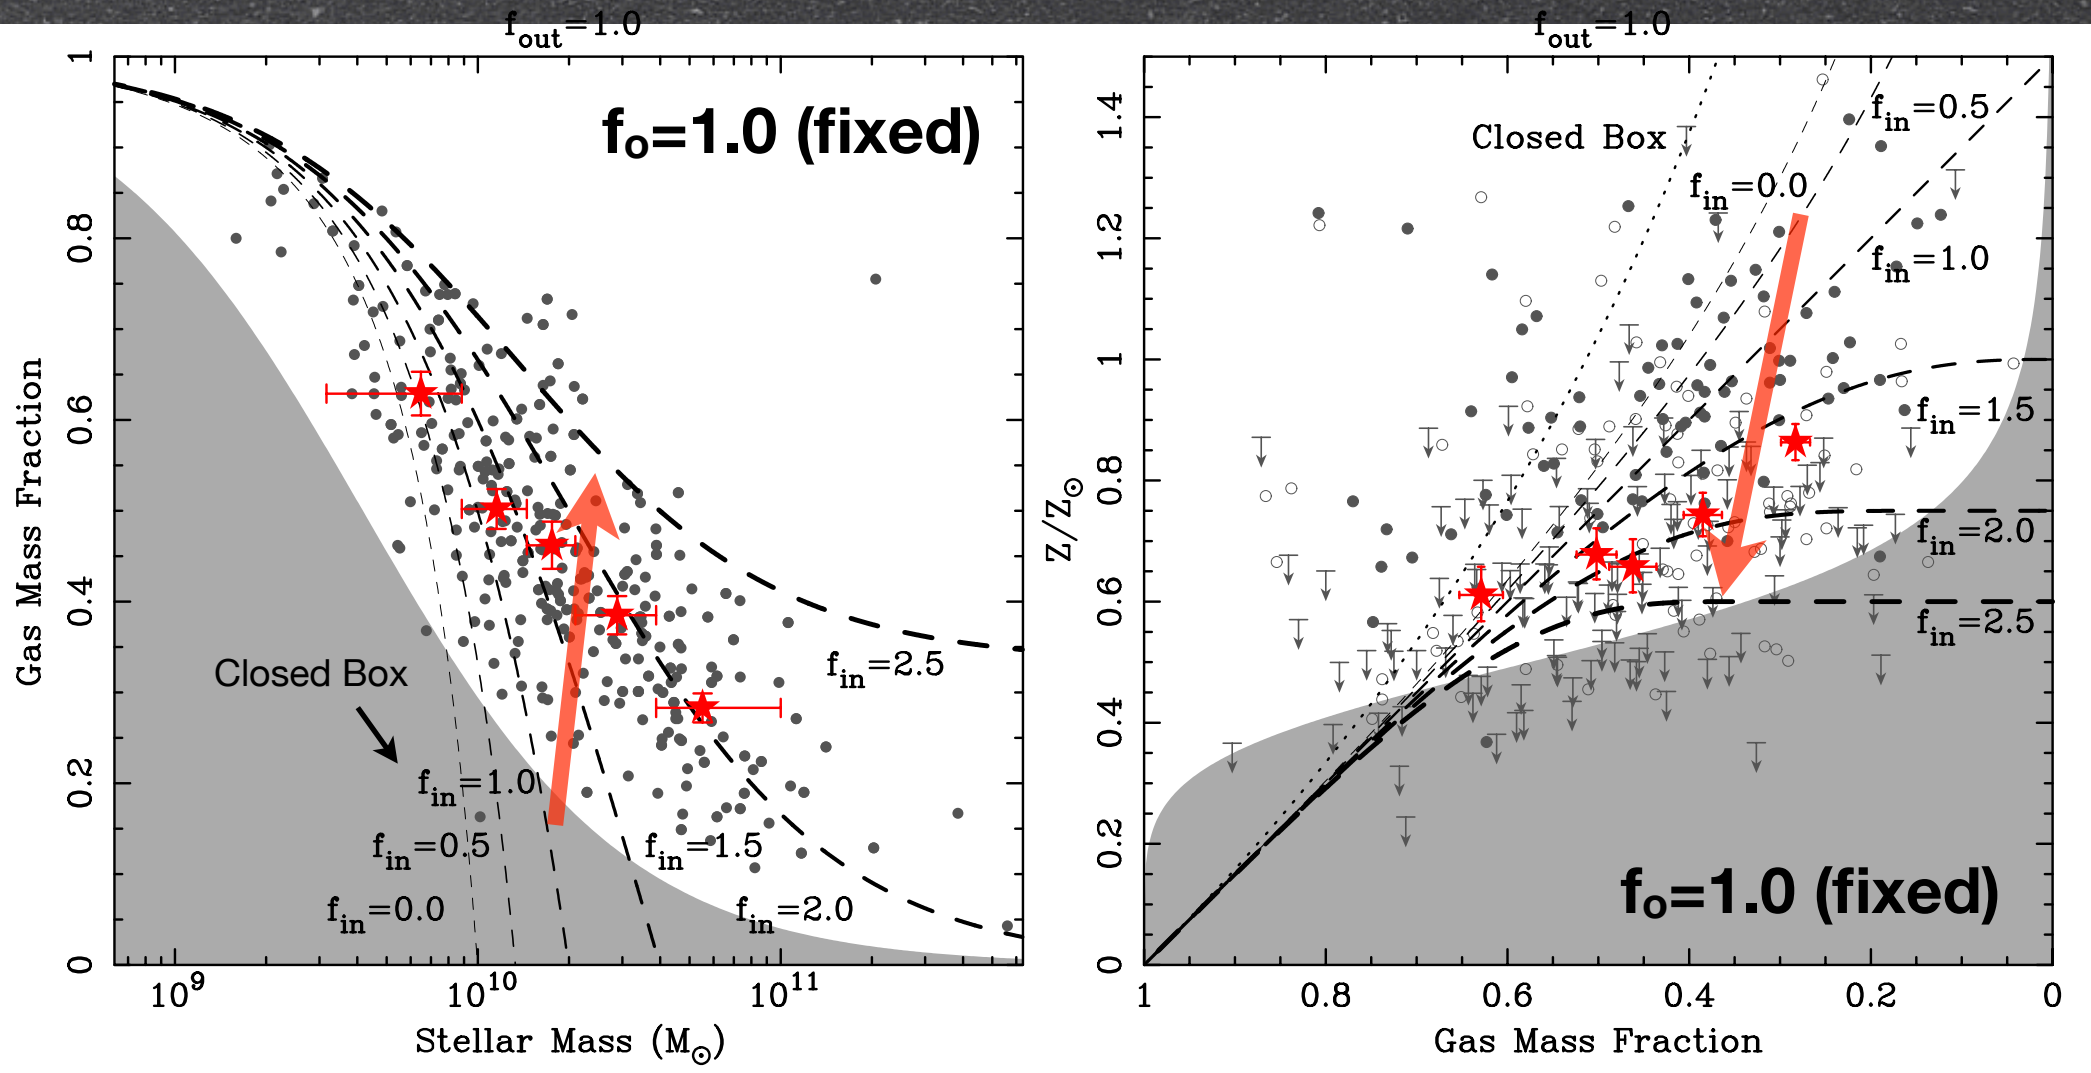 f_out=1.0
f_o=1.0 (fixed)
1
0.8
0.6
0.4
0.2
0
Gas Mass Fraction
Closed Box
f_in=2.5
f_in=1.0
f_in=0.5
f_in=1.5
f_in=0.0
f_in=2.0
10^9
10^10
10^11
Stellar Mass (M_⊙)
f_out=1.0
1.4
1.2
1
0.8
0.6
0.4
0.2
0
Z/Z_⊙
Closed Box
f_in=0.5
f_in=0.0
f_in=1.0
f_in=1.5
f_in=2.0
f_in=2.5
f_o=1.0 (fixed)
1
0.8
0.6
0.4
0.2
0
Gas Mass Fraction